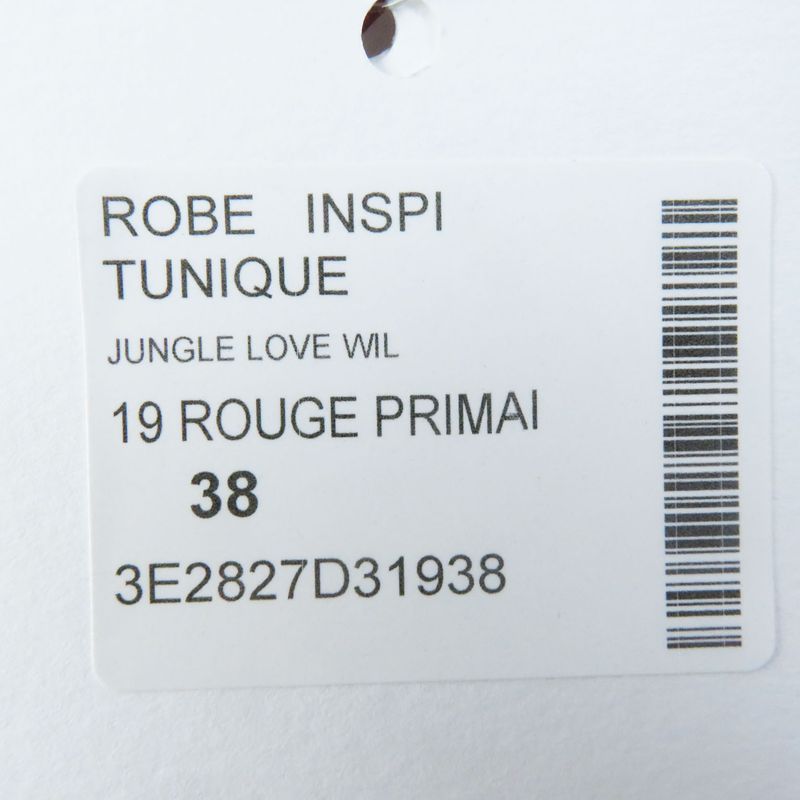 ROBE INSPI
TUNIQUE
JUNGLE LOVE WIL
19 ROUGE PRIMAI
38
3E2827D31938